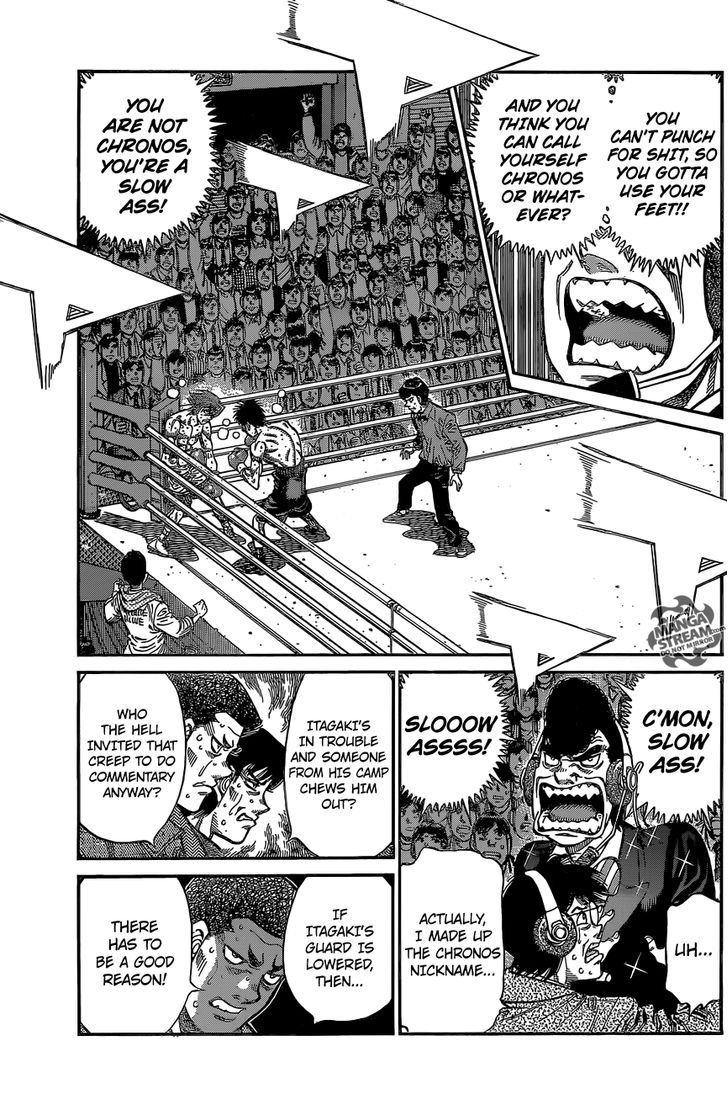 YOU
CAN'T PUNCH
FOR SHIT, SO
YOU GOTTA
USE YOUR
FEET!!
AND YOU
THINK YOU
CAN CALL
YOURSELF
CHRONOS
OR WHAT-
EVER?
YOU
ARE NOT
CHRONOS,
YOU'RE A
SLOW
ASS!
MANGA
STREAM.com
DO NOT MIRROR
C'MON,
SLOW
ASS!
SLOOOW
ASSSS!
UH...
ACTUALLY,
I MADE UP
THE CHRONOS
NICKNAME...
ITAGAKI'S
IN TROUBLE
AND SOMEONE
FROM HIS CAMP
CHEWS HIM
OUT?
WHO
THE HELL
INVITED THAT
CREEP TO DO
COMMENTARY
ANYWAY?
IF
ITAGAKI'S
GUARD IS
LOWERED,
THEN...
THERE
HAS TO
BE A GOOD
REASON!